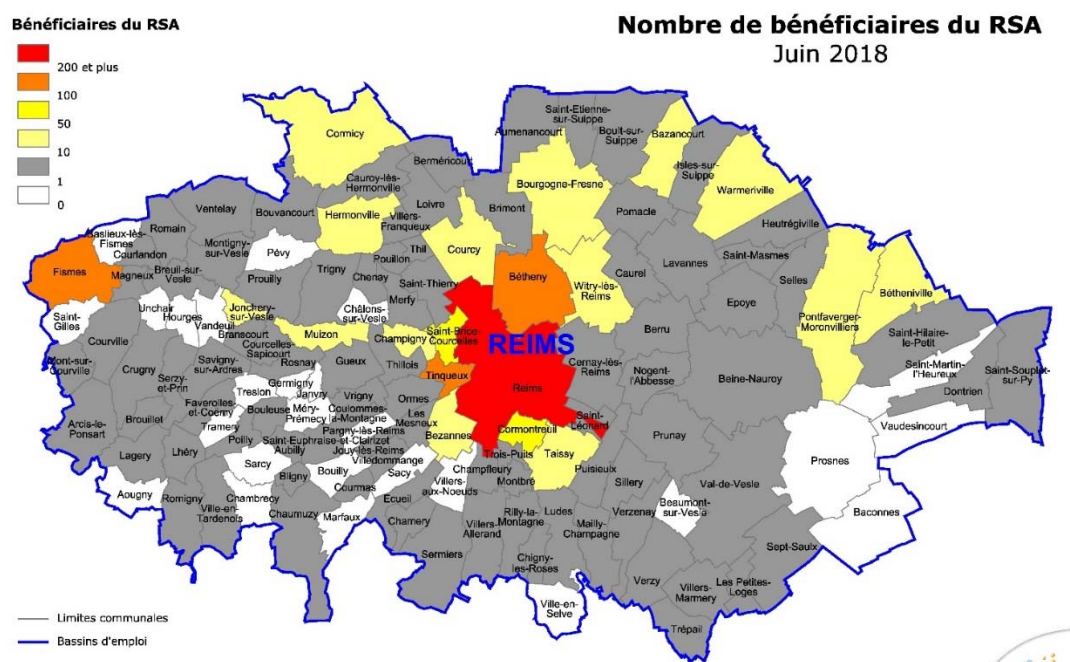 Bénéficiaires du RSA
Nombre de bénéficiaires du RSA
Juin 2018
200 et plus
100
50
10
1
0
Cormicy
Saint-Etienne-
sur-Suippe
Aumenancourt
Boult-sur-
Suippe
Bazancourt
Isles-sur-
Suippe
Warmeriville
Berméricourt
Cauroy-lès-
Hermonville
Loivre
Bourgogne-Fresne
Brimont
Pomacle
Heutrégiville
Ventelay
Bouvancourt
Hermonville
Villers-
Franqueux
Romain
Baslieux-lès-
Fismes
Courlandon
Montigny-
sur-Vesle
Pévy
Thil
Courcy
Pouillon
Prouilly
Trigny
Chenay
Saint-Thierry
Merfy
Fismes
Magneux
Breuil-sur-
Vesle
Bétheny
Witry-lès-
Reims
Caurel
Lavannes
Saint-Masmes
Selles
Epoye
Pontfaverger-
Moronvilliers
Bétheniville
Saint-Hilaire-
le-Petit
Saint-Martin-
l'Heureux
Saint-Souplet-
sur-Py
Dontrien
Vaudesincourt
Saint-
Gilles
Unchair
Hourges
Vandeuil
Jonchery-
sur-Vesle
Branscourt
Muizon
Châlons-
sur-Vesle
Champigny
Saint-Brice-
Courcelles
REIMS
Reims
Berru
Cernay-lès-
Reims
Nogent-
l'Abbesse
Beine-Nauroy
Courville
Mont-sur-
Courville
Crugny
Serzy-
et-Prin
Savigny-
sur-Ardres
Courcelles-
Sapicourt
Rosnay
Gueux
Thillois
Tinqueux
Ormes
Les
Mesneux
Bezannes
Cormontreuil
Saint-
Léonard
Trois-Puits
Taissy
Puisieulx
Prunay
Prosnes
Baconnes
Arcis-le-
Ponsart
Brouillet
Faverolles-
et-Coëmy
Treslon
Germigny
Janvry
Bouleuse
Méry-
Prémecy
Vrigny
Coulommes-
la-Montagne
Pargny-lès-Reims
Tramery
Poilly
Saint-Euphraise-et-Clairizet
Aubilly
Jouy-lès-Reims
Villedommange
Lagery
Lhéry
Sarcy
Bligny
Bouilly
Sacy
Courmas
Champfleury
Montbré
Villers-
aux-Noeuds
Ecueil
Aougny
Romigny
Ville-en-
Tardenois
Chambrecy
Chaumuzy
Marfaux
Chamery
Sermiers
Villers-
Allerand
Rilly-la-
Montagne
Ludes
Chigny-
les-Roses
Mailly-
Champagne
Sillery
Verzenay
Beaumont-
sur-Vesle
Val-de-Vesle
Sept-Saulx
Verzy
Villers-
Marmery
Les Petites-
Loges
Trépail
Ville-en-
Selve
Limites communales
Bassins d'emploi